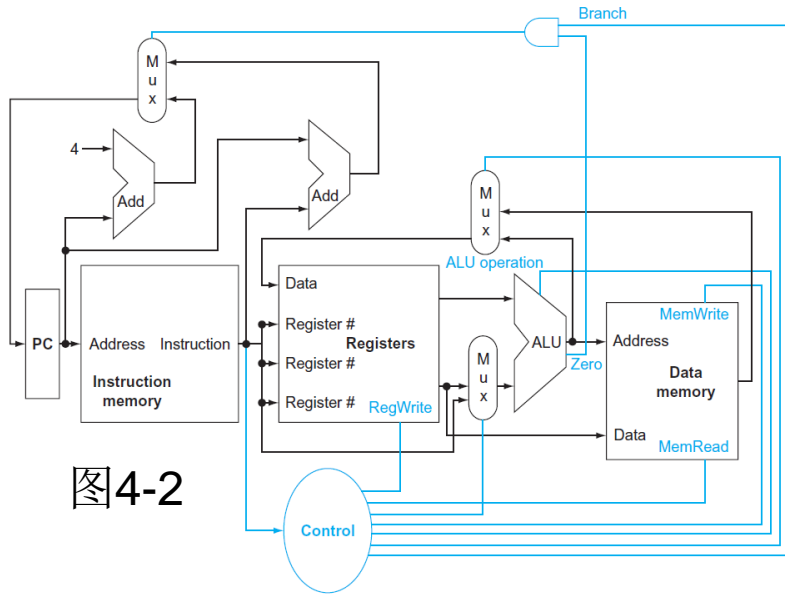 Branch
M
u
x
4
Add
Add
M
u
x
ALU operation
Data
Register #
Registers
Register #
Register #
RegWrite
PC
Address
Instruction
Instruction
memory
M
u
x
ALU
Zero
MemWrite
Address
Data
memory
Data
MemRead
图4-2
Control